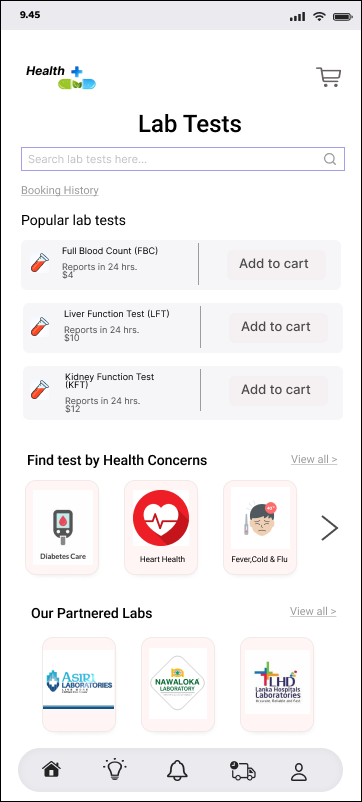 9.45
Health
Lab Tests
Search lab tests here...
Booking History
Popular lab tests
Full Blood Count (FBC)
Reports in 24 hrs.
$4
Add to cart
Liver Function Test (LFT)
Reports in 24 hrs.
$10
Add to cart
Kidney Function Test
(KFT)
Reports in 24 hrs.
$12
Add to cart
Find test by Health Concerns
View all >
Diabetes Care
Heart Health
Fever,Cold & Flu
Our Partnered Labs
View all >
ASIRI
LABORATORIES
NAWALOKA
LABORATORY
LHD
Lanka Hospitals
Laboratories
Accurate, Reliable and Fast